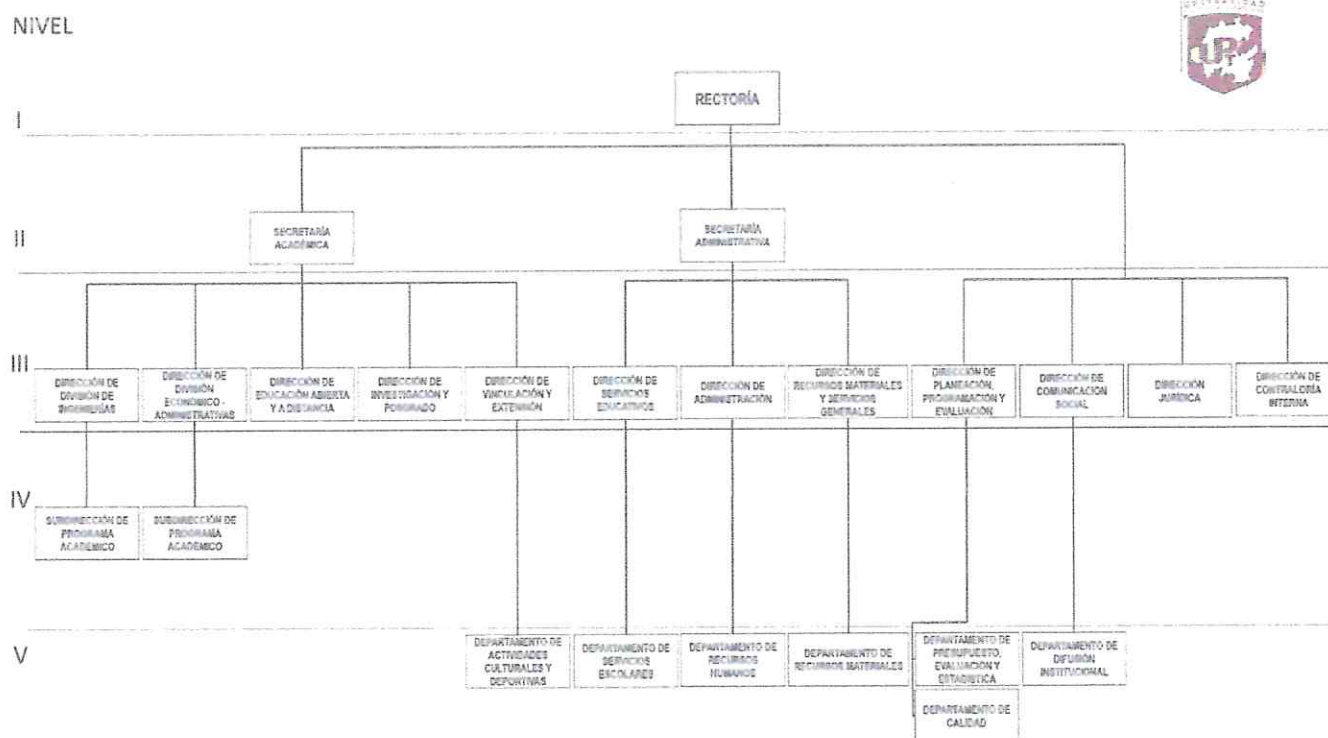 UNIVERSIDAD
NIVEL
UPT
RECTORÍA
I
SECRETARÍA
ACADÉMICA
SECRETARÍA
ADMINISTRATIVA
II
III
DIRECCIÓN DE
DIVISIÓN DE
INGENIERÍAS
DIRECCIÓN DE
DIVISIÓN
ECONÓMICO -
ADMINISTRATIVAS
DIRECCIÓN DE
EDUCACIÓN ABIERTA
Y A DISTANCIA
DIRECCIÓN DE
INVESTIGACIÓN Y
POSGRADO
DIRECCIÓN DE
VINCULACIÓN Y
EXTENSIÓN
DIRECCIÓN DE
SERVICIOS
EDUCATIVOS
DIRECCIÓN DE
ADMINISTRACIÓN
DIRECCIÓN DE
RECURSOS MATERIALES
Y SERVICIOS
GENERALES
DIRECCIÓN DE
PLANEACIÓN,
PROGRAMACIÓN Y
EVALUACIÓN
DIRECCIÓN DE
COMUNICACIÓN
SOCIAL
DIRECCIÓN
JURÍDICA
DIRECCIÓN DE
CONTRALORÍA
INTERNA
IV
SUBDIRECCIÓN DE
PROGRAMA
ACADÉMICO
SUBDIRECCIÓN DE
PROGRAMA
ACADÉMICO
V
DEPARTAMENTO DE
ACTIVIDADES
CULTURALES Y
DEPORTIVAS
DEPARTAMENTO DE
SERVICIOS
ESCOLARES
DEPARTAMENTO DE
RECURSOS
HUMANOS
DEPARTAMENTO DE
RECURSOS MATERIALES
DEPARTAMENTO DE
PRESUPUESTO,
EVALUACIÓN Y
ESTADÍSTICA
DEPARTAMENTO DE
DIFUSIÓN
INSTITUCIONAL
DEPARTAMENTO DE
CALIDAD